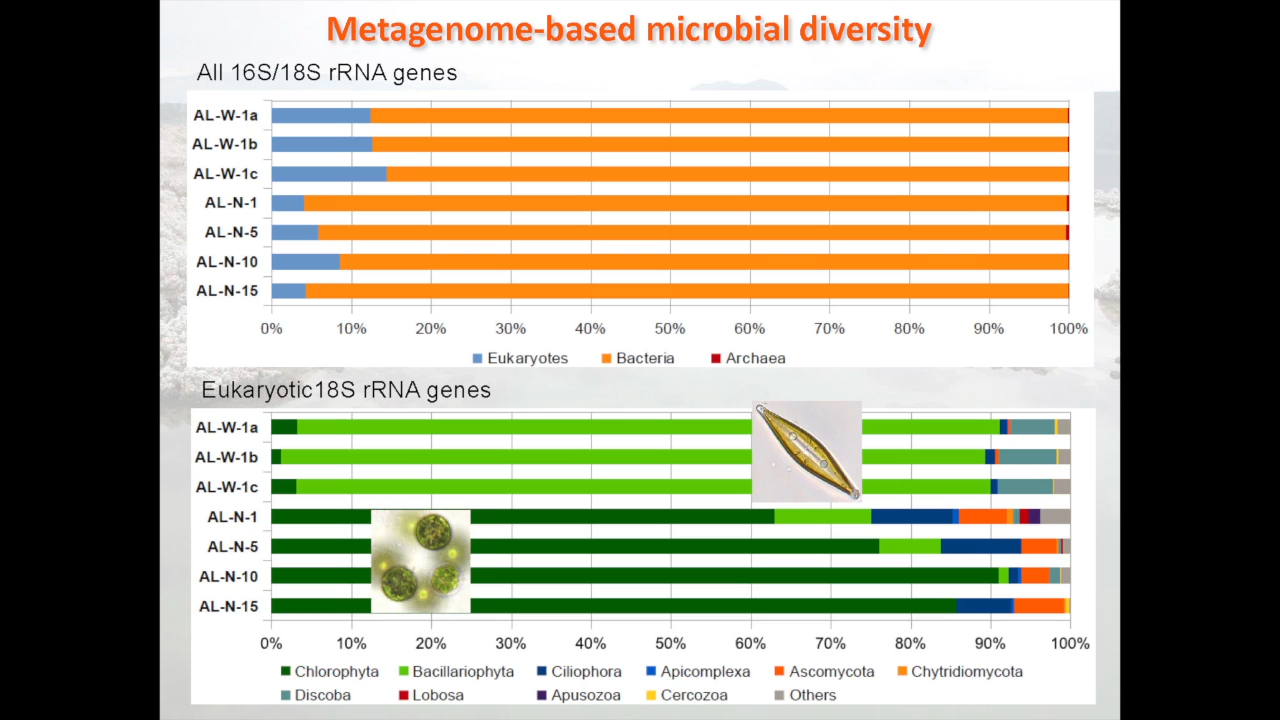 Metagenome-based microbial diversity
All 16S/18S rRNA genes
AL-W-1a
AL-W-1b
AL-W-1c
AL-N-1
AL-N-5
AL-N-10
AL-N-15
0% 10% 20% 30% 40% 50% 60% 70% 80% 90% 100%
Eukaryotes Bacteria Archaea
Eukaryotic18S rRNA genes
AL-W-1a
AL-W-1b
AL-W-1c
AL-N-1
AL-N-5
AL-N-10
AL-N-15
0% 10% 20% 30% 40% 50% 60% 70% 80% 90% 100%
Chlorophyta Bacillariophyta Ciliophora Apicomplexa Ascomycota Chytridiomycota
Discoba Lobosa Apusozoa Cercozoa Others